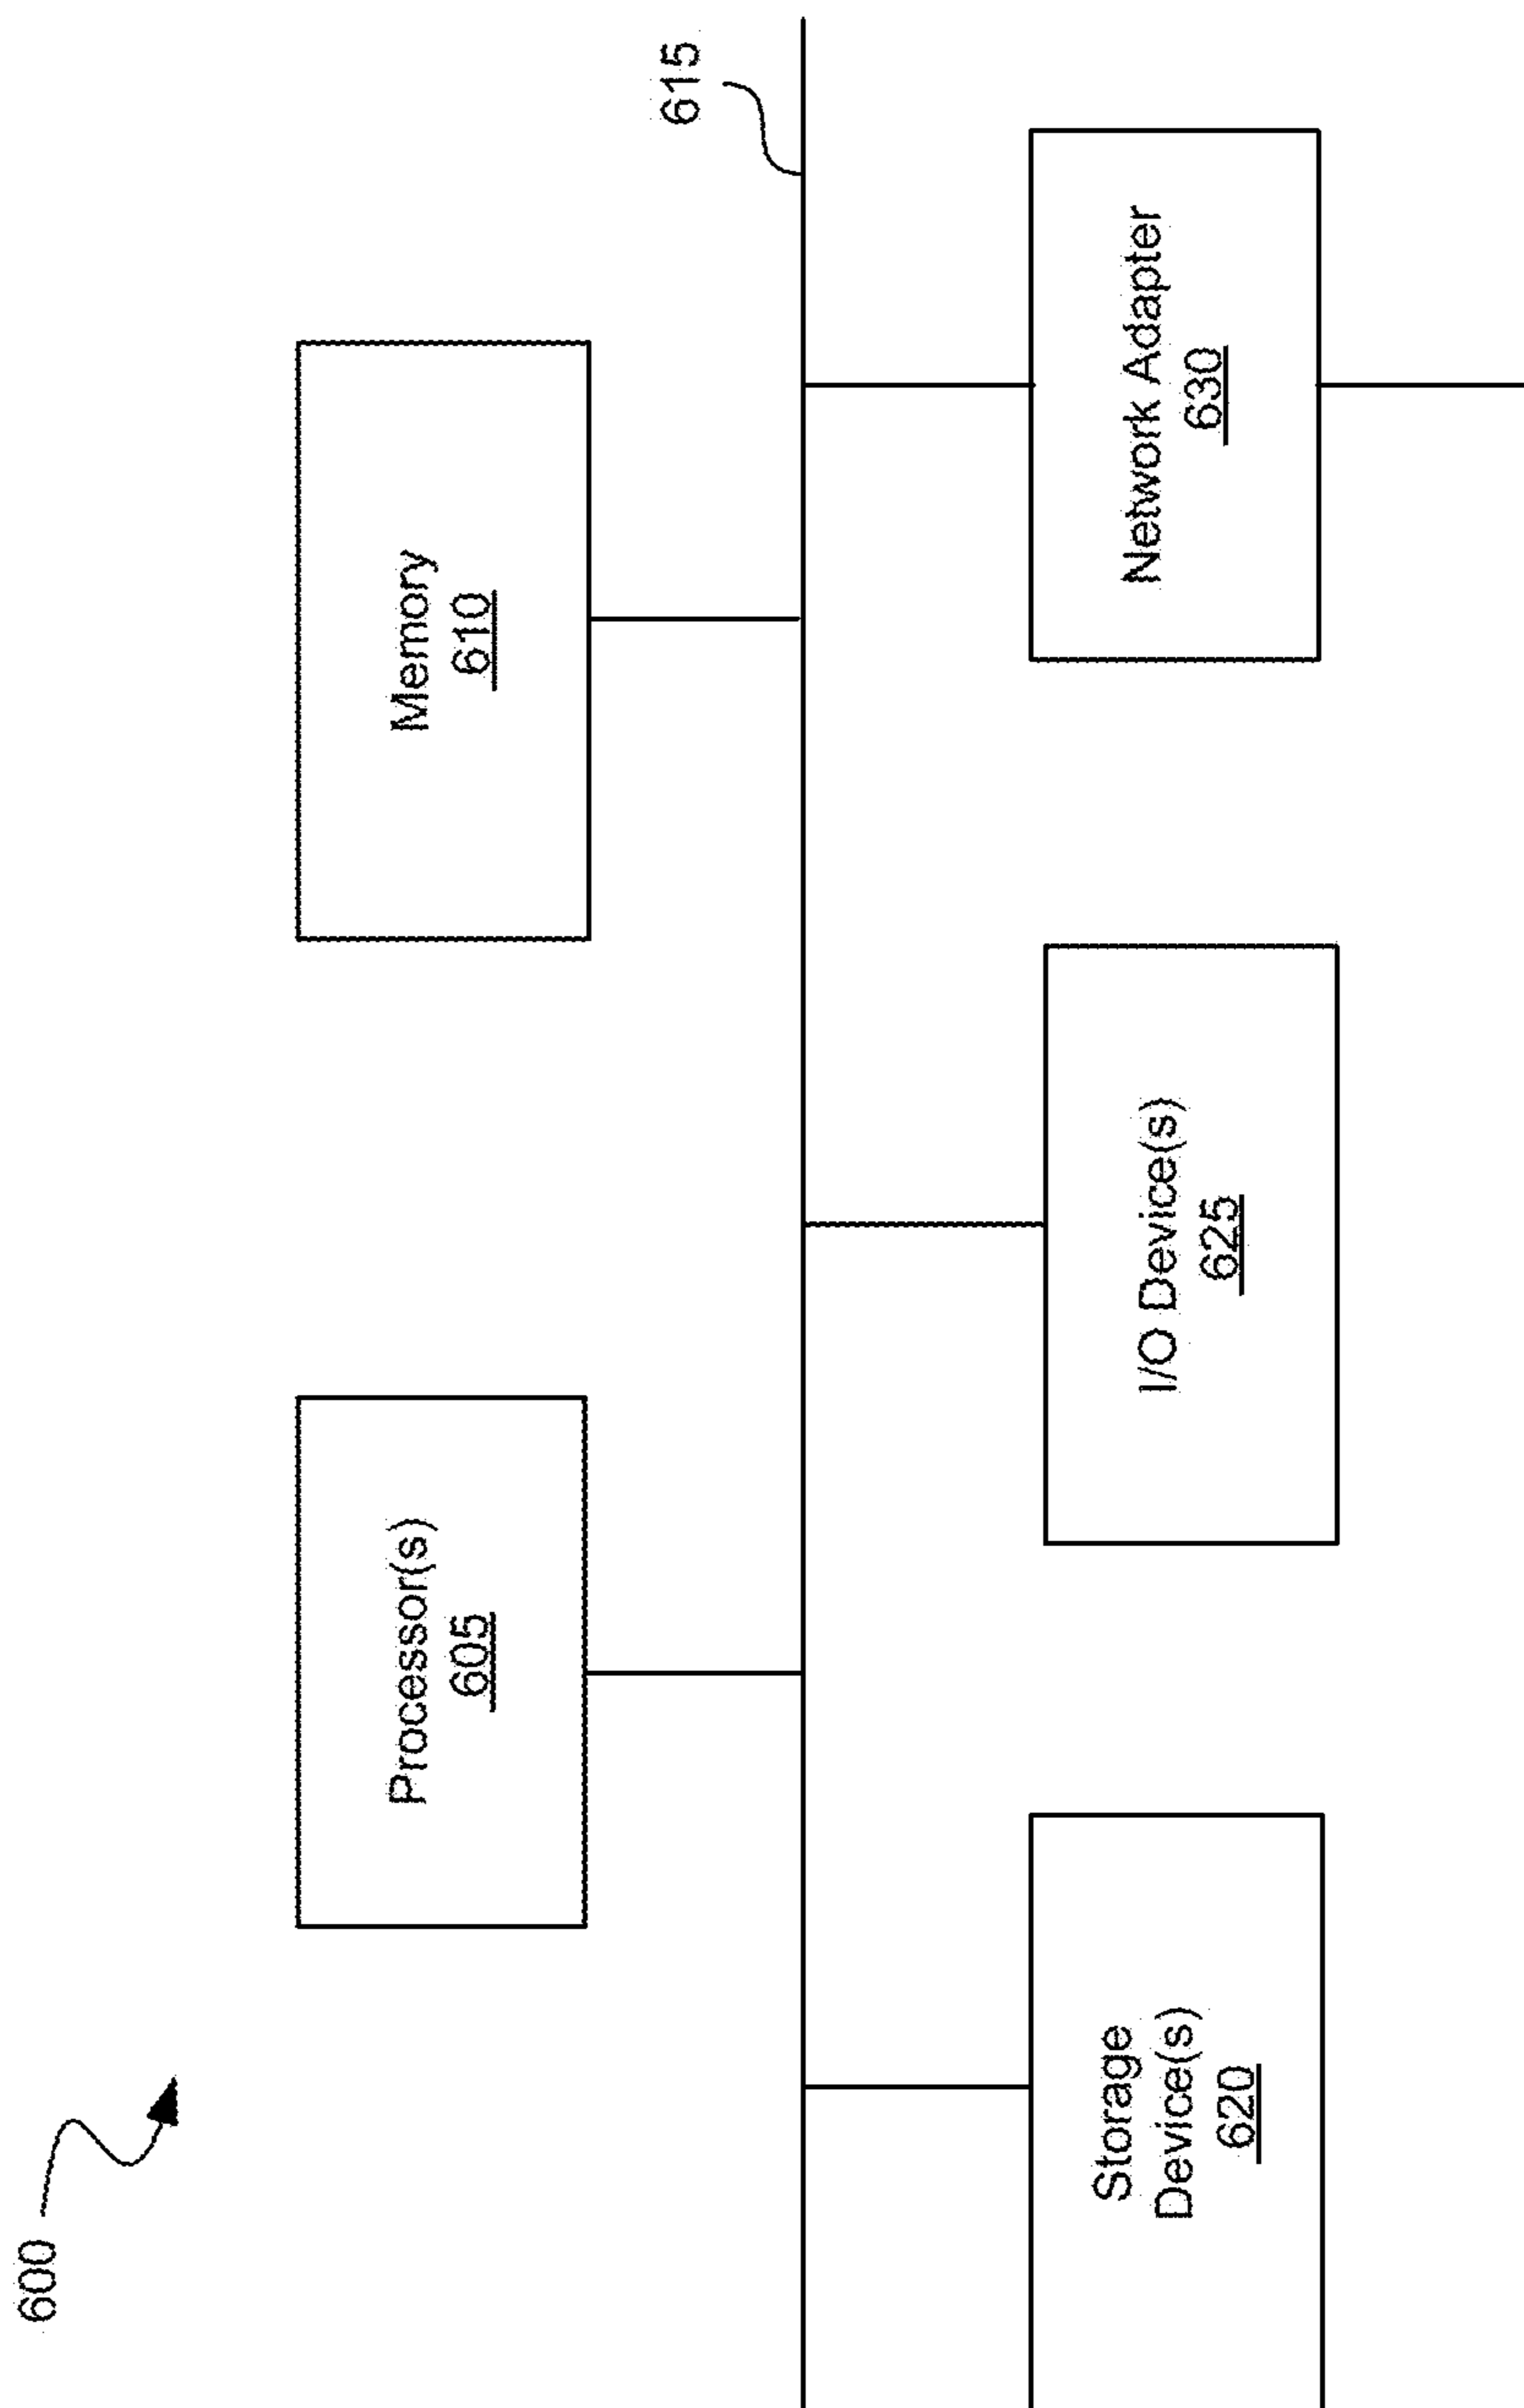 600
Processor(s)
605
Memory
610
615
Storage
Device(s)
620
I/O Device(s)
625
Network Adapter
630